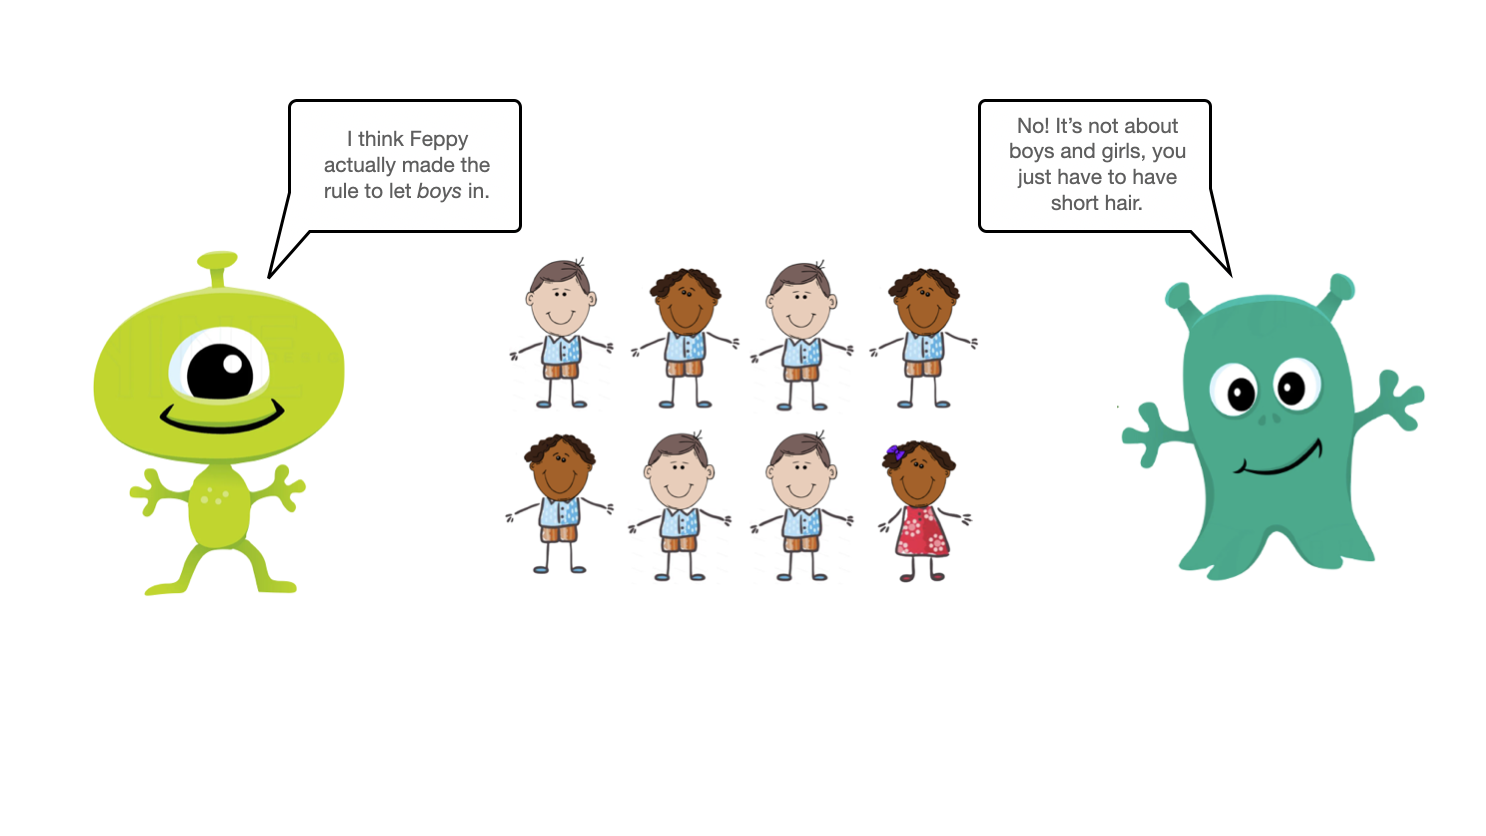 I think Feppy
actually made the
rule to let boys in.
No! It’s not about
boys and girls, you
just have to have
short hair.